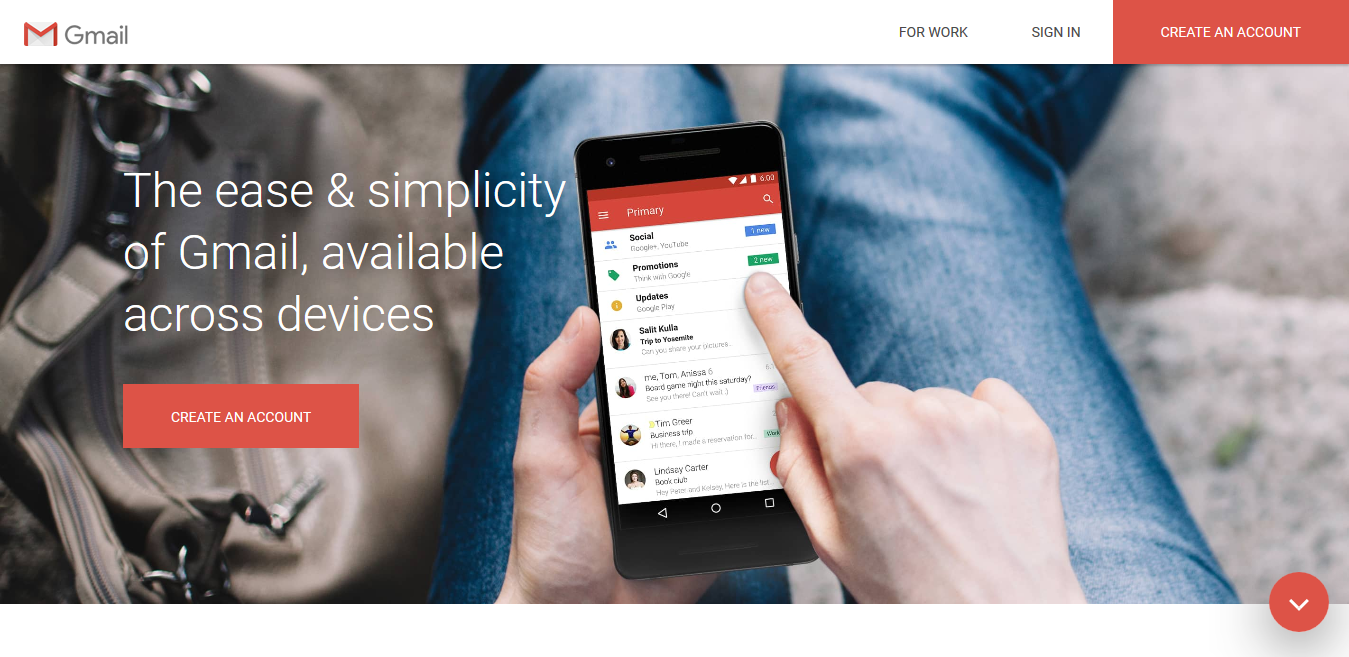 Gmail
FOR WORK
SIGN IN
CREATE AN ACCOUNT
The ease & simplicity
of Gmail, available
across devices
CREATE AN ACCOUNT
6:00
Primary
Social
1 new
Google+, YouTube
Promotions
2 new
Think with Google
Updates
Google Play
Salit Kulla
Trip to Yosemite
Can you share your pictures..
me, Tom, Anissa 6
Board game night this saturday?
See you there! Can't wait :)
Friends
Tim Greer
Business trip
Hi there, I made a reservation for...
Work
Lindsay Carter
Book club
Hey Peter and Kelsey, Here is the list...